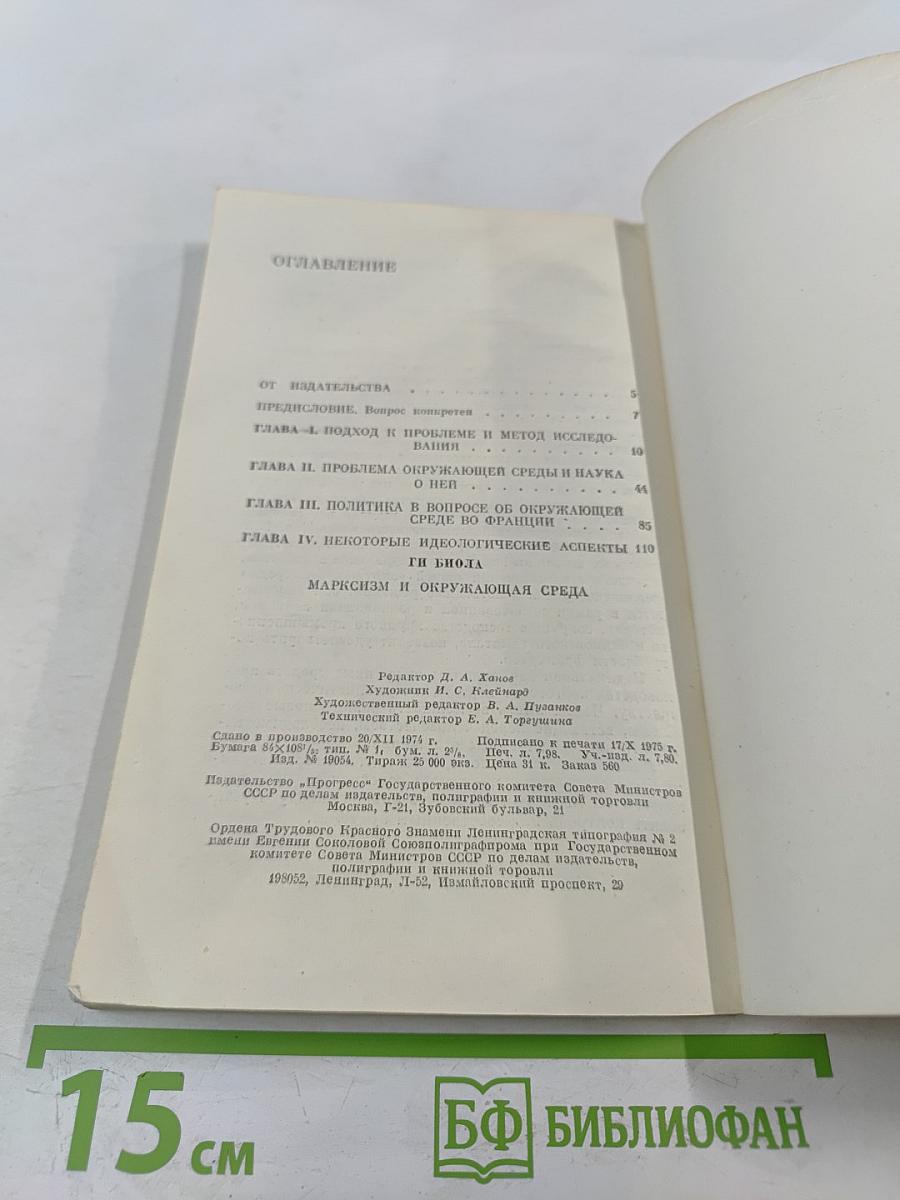 ОГЛАВЛЕНИЕ
ОТ ИЗДАТЕЛЬСТВА . . . . . . . . . . . . . . . 5
ПРЕДИСЛОВИЕ. Вопрос конкретен . . . . . . . . . 7
ГЛАВА I. ПОДХОД К ПРОБЛЕМЕ И МЕТОД ИССЛЕДО-
ВАНИЯ . . . . . . . . . . 10
ГЛАВА II. ПРОБЛЕМА ОКРУЖАЮЩЕЙ СРЕДЫ И НАУКА
О НЕЙ . . . . . . . . . . 44
ГЛАВА III. ПОЛИТИКА В ВОПРОСЕ ОБ ОКРУЖАЮЩЕЙ
СРЕДЕ ВО ФРАНЦИИ . . . . 85
ГЛАВА IV. НЕКОТОРЫЕ ИДЕОЛОГИЧЕСКИЕ АСПЕКТЫ 110
ГИ БИОЛА
МАРКСИЗМ И ОКРУЖАЮЩАЯ СРЕДА
Редактор Д. А. Ханов
Художник И. С. Клейнард
Художественный редактор В. А. Пузанков
Технический редактор Е. А. Торгушина
Сдано в производство 20/XII 1974 г. Подписано к печати 17/X 1975 г.
Бумага 84×108¹/₃₂ тип. № 1, бум. л. 2³/₈. Печ. л. 7,98. Уч.-изд. л. 7,80.
Изд. № 19054. Тираж 25 000 экз. Цена 31 к. Заказ 560
Издательство „Прогресс" Государственного комитета Совета Министров
СССР по делам издательств, полиграфии и книжной торговли
Москва, Г-21, Зубовский бульвар, 21
Ордена Трудового Красного Знамени Ленинградская типография № 2
имени Евгении Соколовой Союзполиграфпрома при Государственном
комитете Совета Министров СССР по делам издательств,
полиграфии и книжной торовли
198052, Ленинград, Л-52, Измайловский проспект, 29
15 см
БФ БИБЛИОФАН